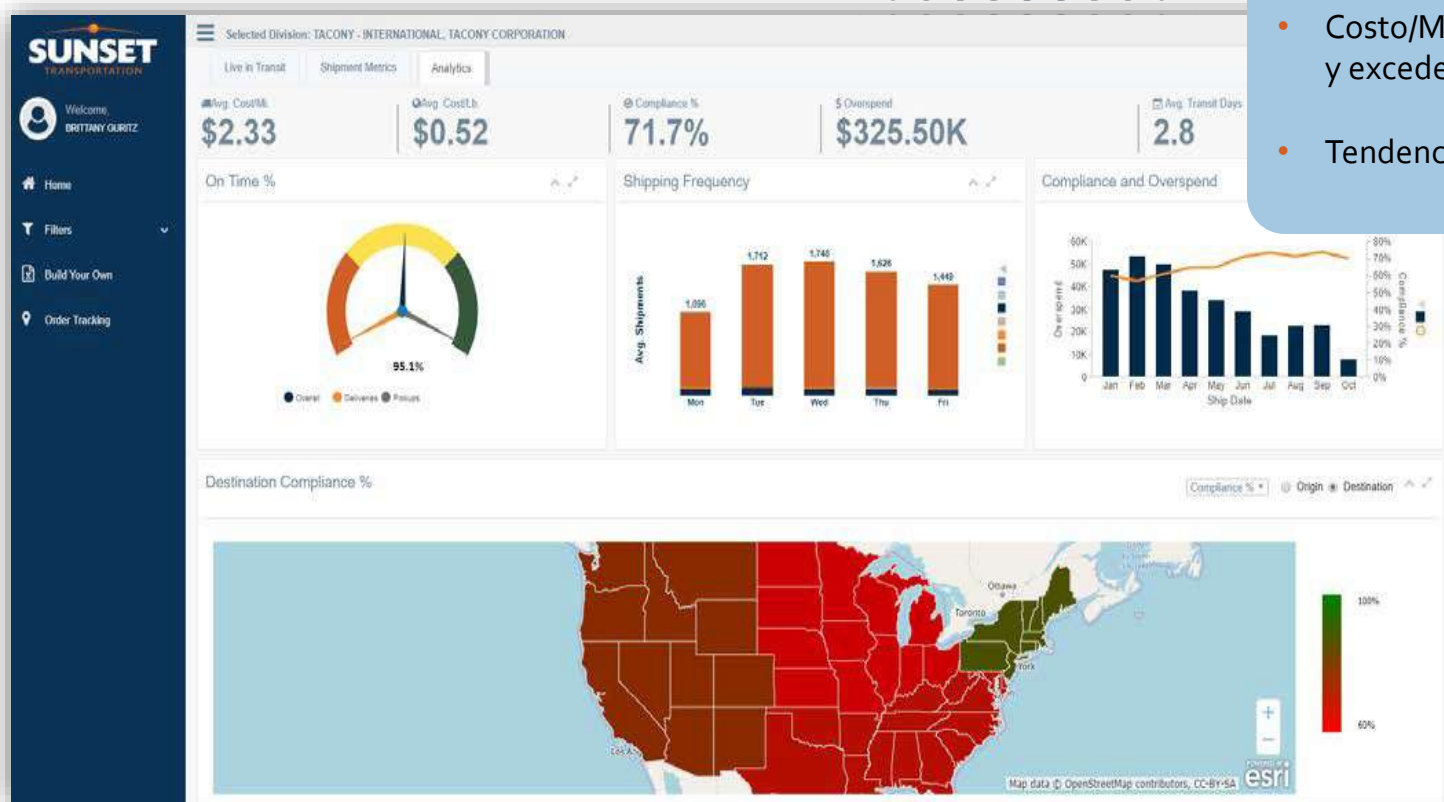 Costo/M
y excede
Tendenc
SUNSET
TRANSPORTATION
Welcome,
BRITTANY GURITZ
Home
Filters
Build Your Own
Order Tracking
Selected Division: TACONY - INTERNATIONAL, TACONY CORPORATION
Live in Transit Shipment Metrics Analytics
Avg. Cost/Mi. Avg. Cost/Lb. Compliance % $ Overspend Avg. Transit Days
$2.33 $0.52 71.7% $325.50K 2.8
On Time %
95.1%
Overall Deliveries Pickups
Shipping Frequency
Avg. Shipments
1,096 1,712 1,748 1,626 1,449
Mon Tue Wed Thu Fri
Compliance and Overspend
Overspend
60K
50K
40K
30K
20K
10K
0
80%
70%
60%
50%
40%
30%
20%
10%
0%
Compliance %
Jan Feb Mar Apr May Jun Jul Aug Sep Oct
Ship Date
Destination Compliance %
Compliance % Origin Destination
Ottawa
Toronto
York
Los A
100%
60%
+
−
Map data © OpenStreetMap contributors, CC-BY-SA
POWERED BY
esri